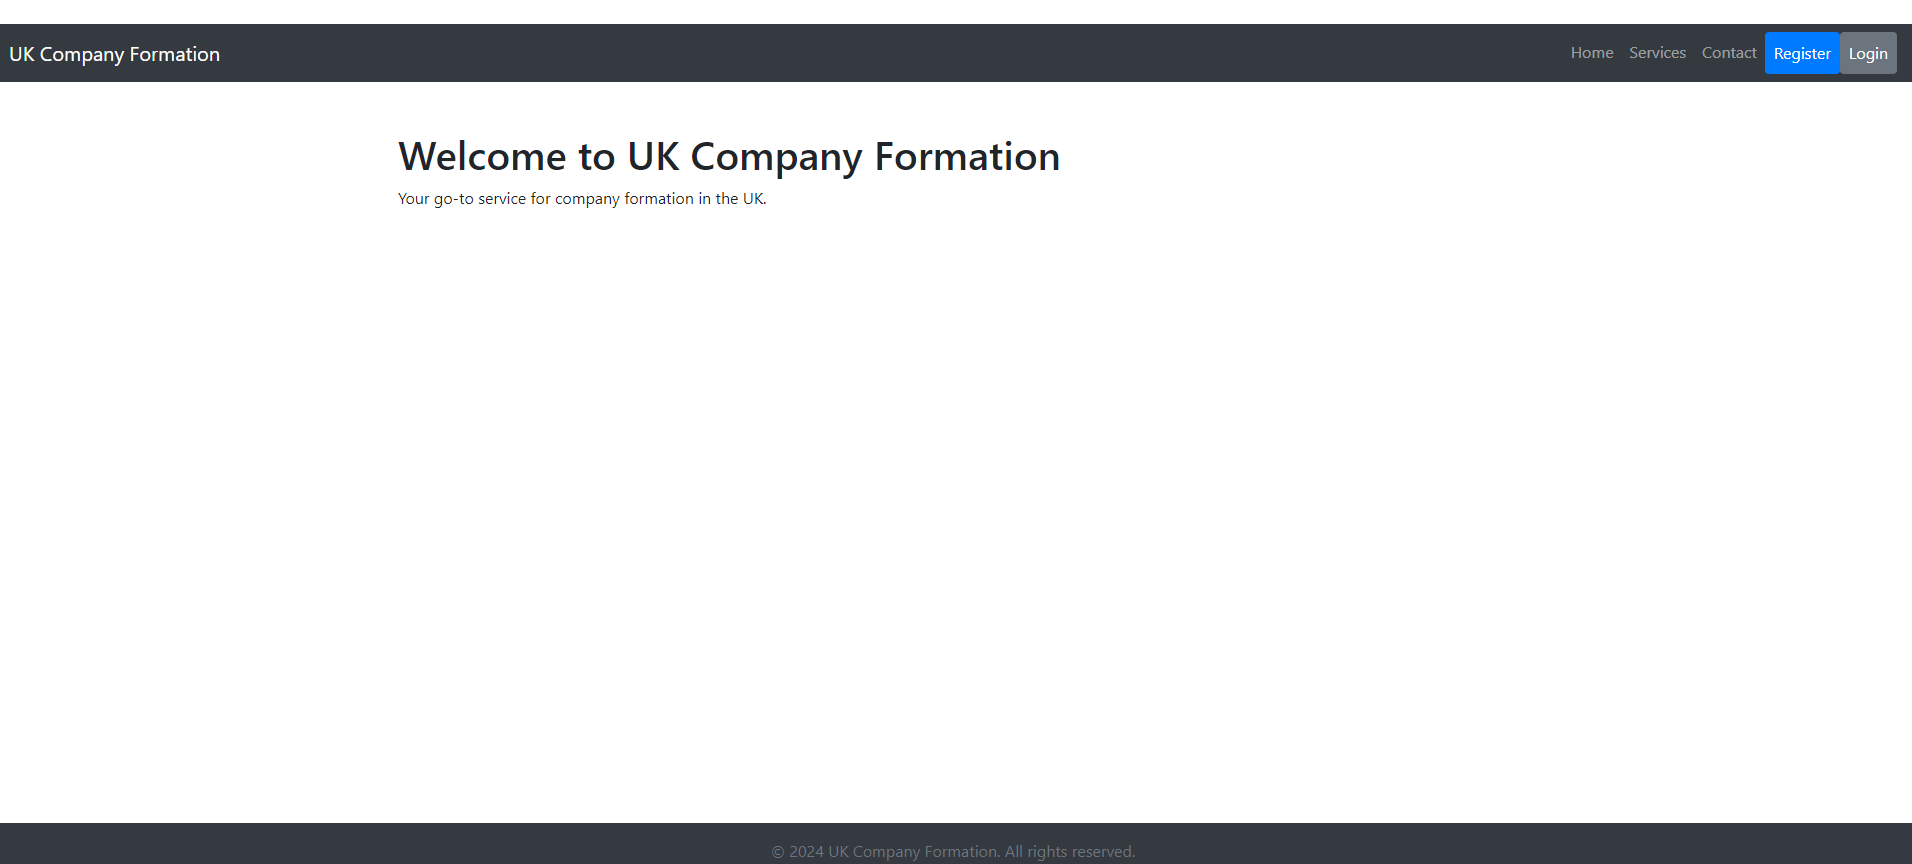 UK Company Formation
Home Services Contact Register Login
Welcome to UK Company Formation
Your go-to service for company formation in the UK.
© 2024 UK Company Formation. All rights reserved.